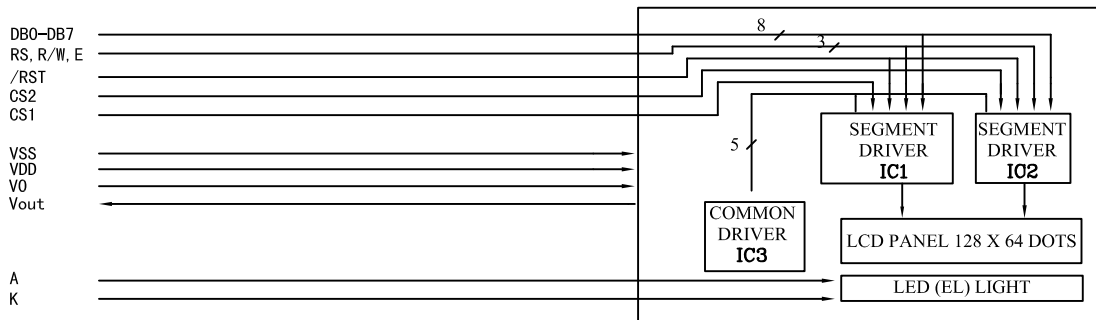 DB0-DB7
8
RS, R/W, E
3
/RST
CS2
CS1
SEGMENT
DRIVER
IC1
SEGMENT
DRIVER
IC2
5
VSS
VDD
V0
Vout
COMMON
DRIVER
IC3
LCD PANEL 128 X 64 DOTS
A
LED (EL) LIGHT
K